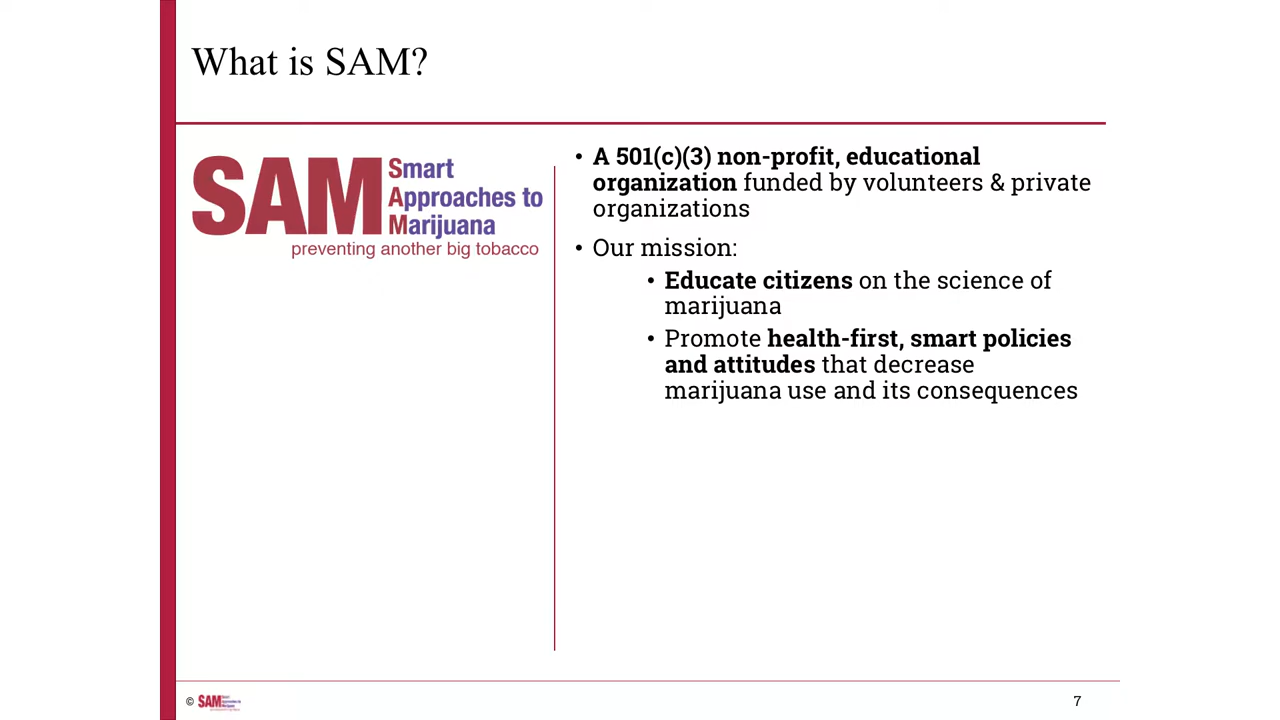 What is SAM?
SAM
Smart
Approaches to
Marijuana
preventing another big tobacco
• A 501(c)(3) non-profit, educational
organization funded by volunteers & private
organizations
• Our mission:
• Educate citizens on the science of
marijuana
• Promote health-first, smart policies
and attitudes that decrease
marijuana use and its consequences
© SAM
7